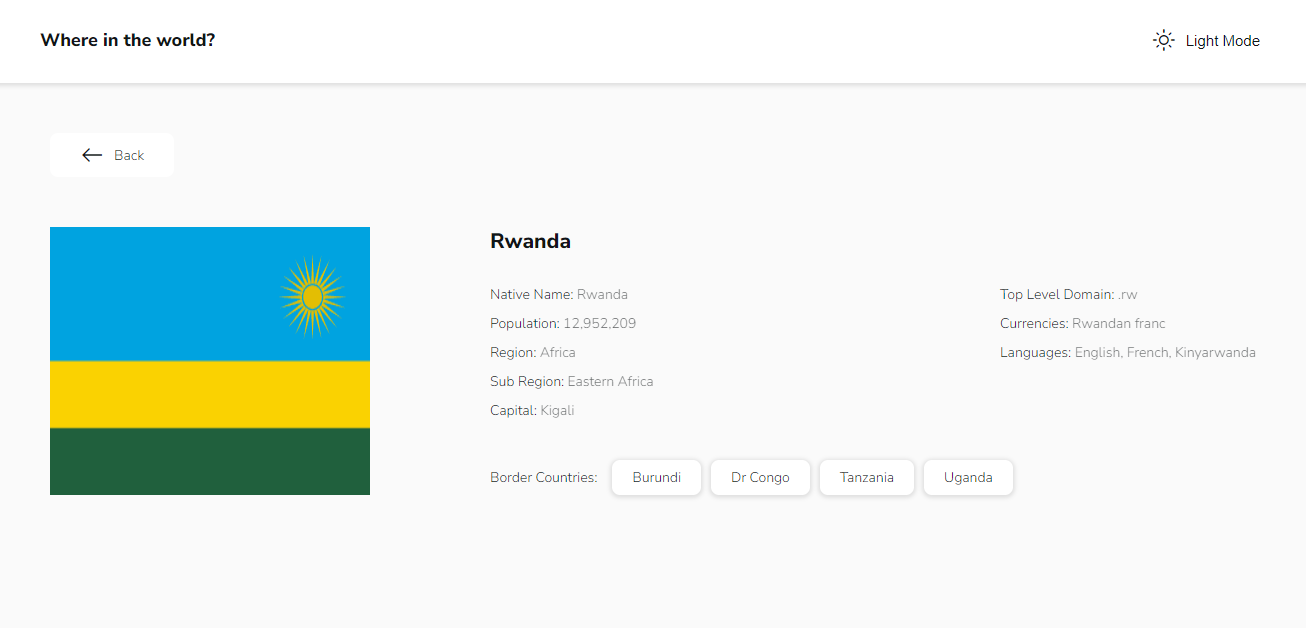 Where in the world?
Light Mode
Back
Rwanda
Native Name: Rwanda
Population: 12,952,209
Region: Africa
Sub Region: Eastern Africa
Capital: Kigali
Top Level Domain: .rw
Currencies: Rwandan franc
Languages: English, French, Kinyarwanda
Border Countries: Burundi Dr Congo Tanzania Uganda